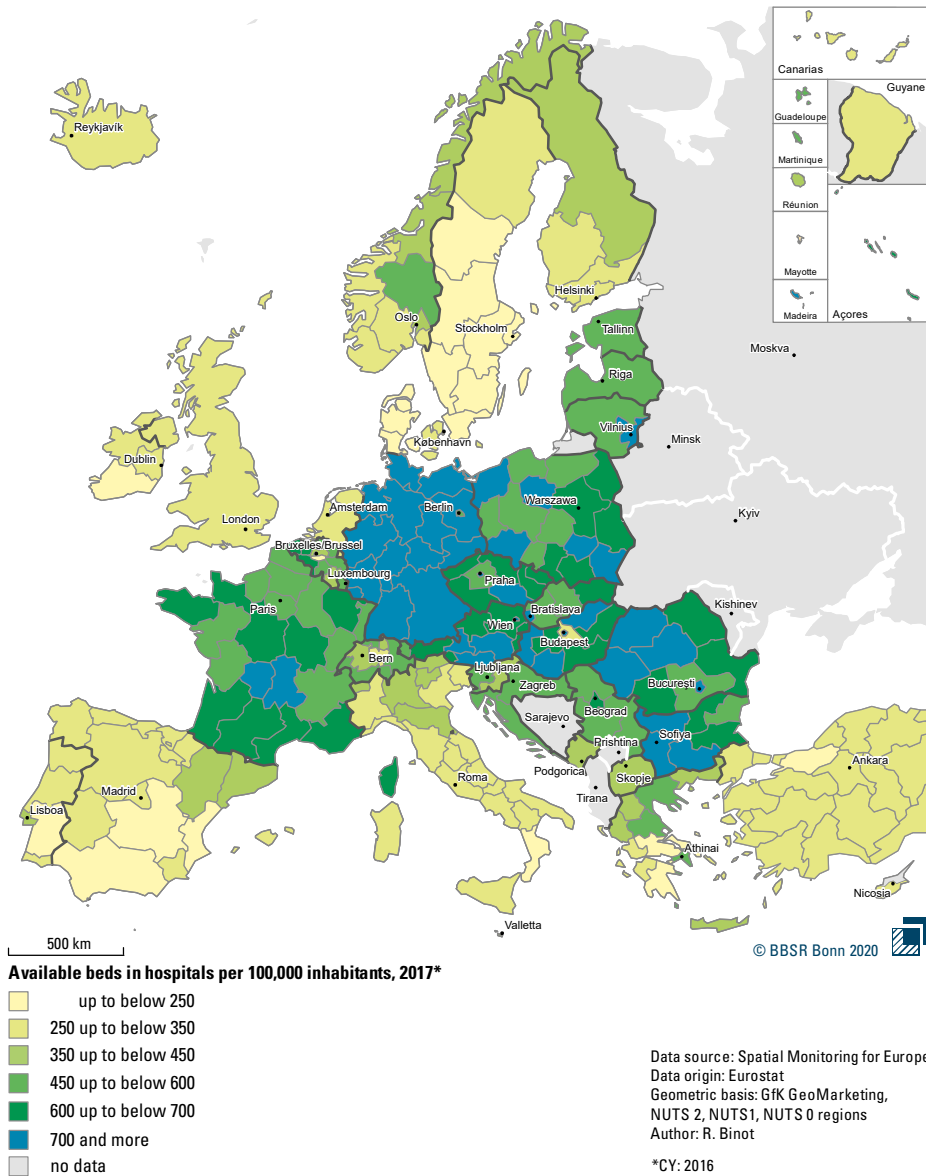 Canarias
Guyane
Guadeloupe
Martinique
Réunion
Mayotte
Madeira
Açores
Reykjavík
Helsinki
Oslo
Stockholm
Tallinn
Moskva
Riga
København
Vilnius
Minsk
Dublin
London
Amsterdam
Berlin
Warszawa
Kyiv
Bruxelles/Brussel
Luxembourg
Praha
Paris
Bratislava
Kishinev
Wien
Budapest
Bern
Ljubljana
Zagreb
Bucureşti
Beograd
Sarajevo
Prishtina
Sofiya
Podgorica
Skopje
Ankara
Madrid
Roma
Tirana
Lisboa
Athinai
Nicosia
Valletta
500 km
© BBSR Bonn 2020
Available beds in hospitals per 100,000 inhabitants, 2017*
up to below 250
250 up to below 350
350 up to below 450
450 up to below 600
600 up to below 700
700 and more
no data
Data source: Spatial Monitoring for Europe
Data origin: Eurostat
Geometric basis: GfK GeoMarketing,
NUTS 2, NUTS1, NUTS 0 regions
Author: R. Binot
*CY: 2016